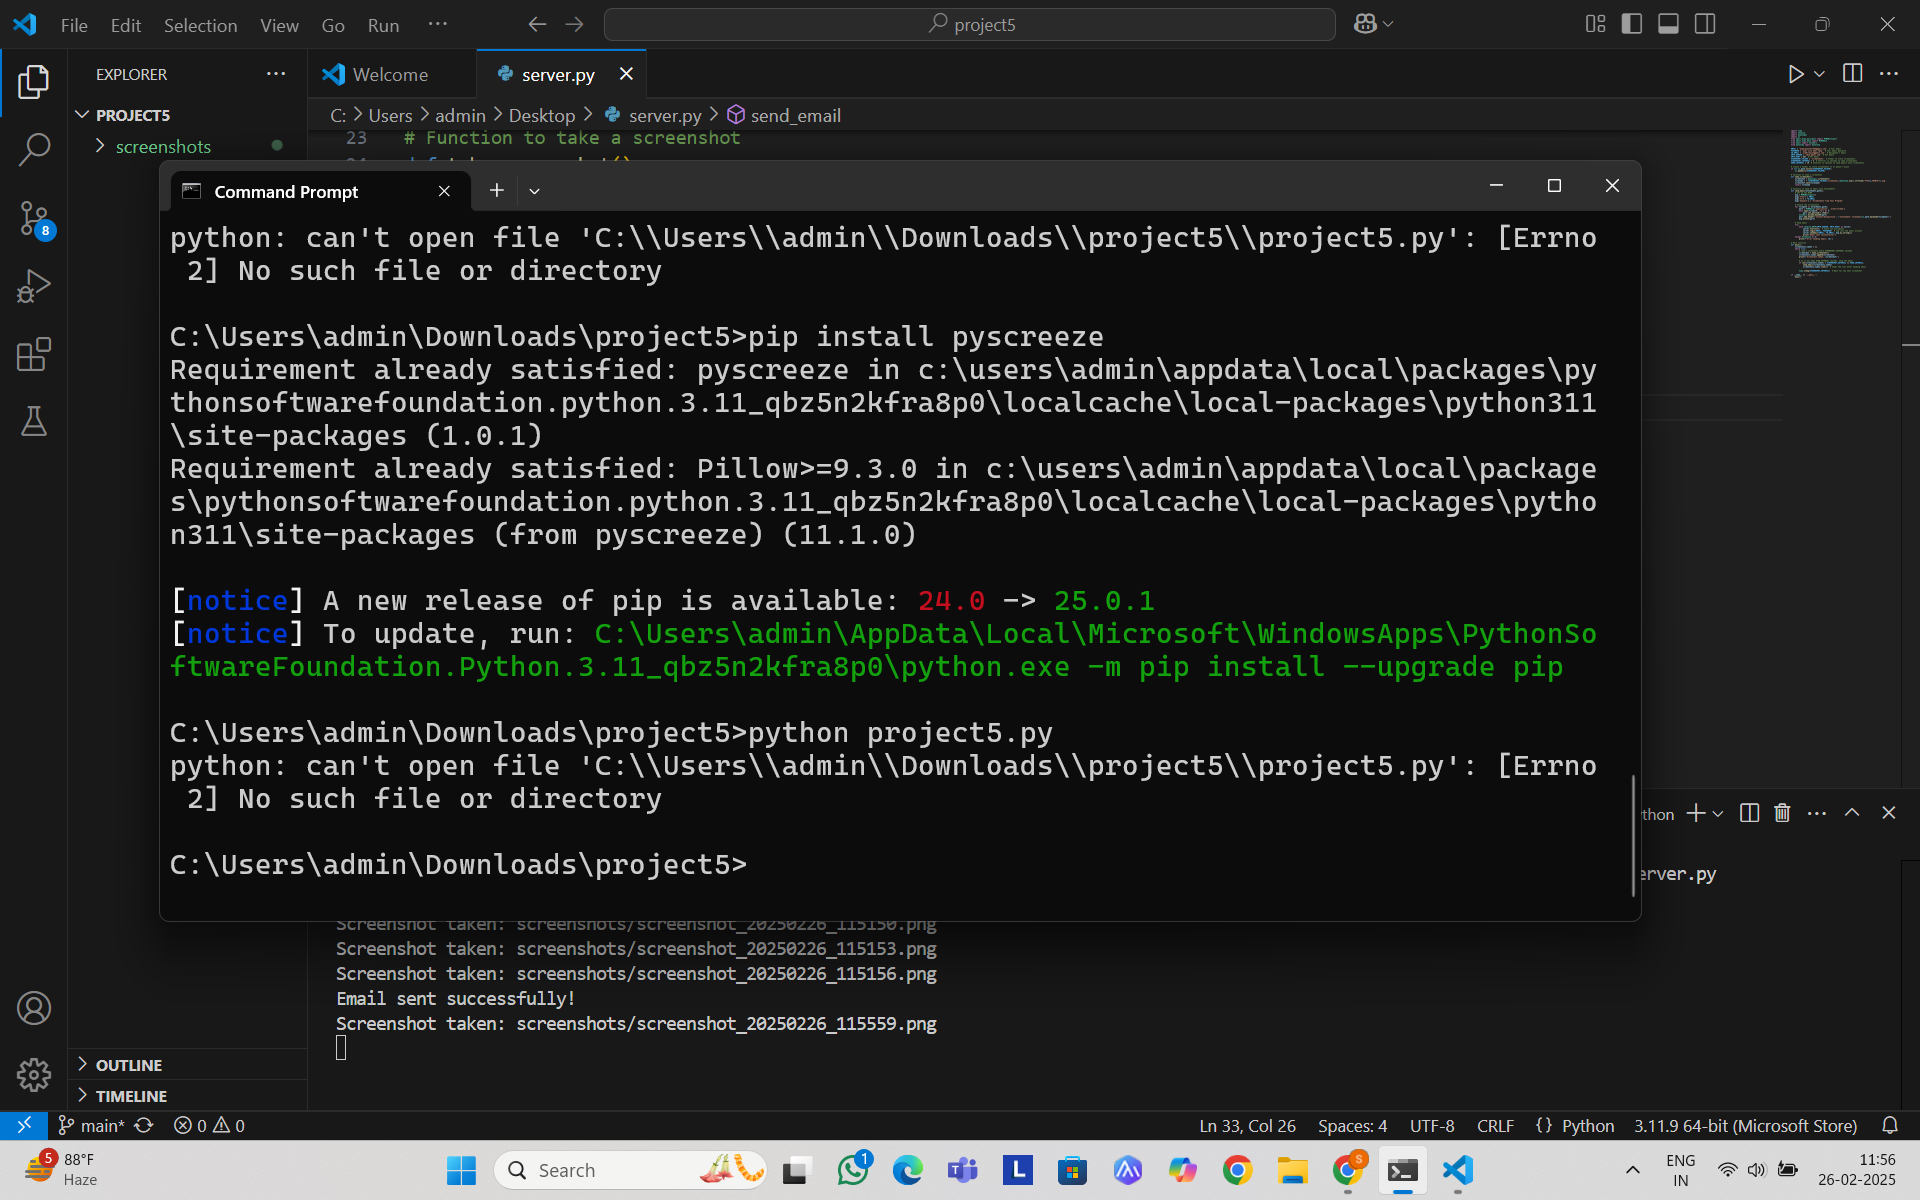 File Edit Selection View Go Run ···
project5
EXPLORER ···
Welcome
server.py
PROJECT5
screenshots
C: > Users > admin > Desktop > server.py > send_email
23 # Function to take a screenshot
8
Command Prompt
python: can't open file 'C:\\Users\\admin\\Downloads\\project5\\project5.py': [Errno
2] No such file or directory
C:\Users\admin\Downloads\project5>pip install pyscreeze
Requirement already satisfied: pyscreeze in c:\users\admin\appdata\local\packages\py
thonsoftwarefoundation.python.3.11_qbz5n2kfra8p0\localcache\local-packages\python311
\site-packages (1.0.1)
Requirement already satisfied: Pillow>=9.3.0 in c:\users\admin\appdata\local\package
s\pythonsoftwarefoundation.python.3.11_qbz5n2kfra8p0\localcache\local-packages\pytho
n311\site-packages (from pyscreeze) (11.1.0)
[notice] A new release of pip is available: 24.0 -> 25.0.1
[notice] To update, run: C:\Users\admin\AppData\Local\Microsoft\WindowsApps\PythonSo
ftwareFoundation.Python.3.11_qbz5n2kfra8p0\python.exe -m pip install --upgrade pip
C:\Users\admin\Downloads\project5>python project5.py
python: can't open file 'C:\\Users\\admin\\Downloads\\project5\\project5.py': [Errno
2] No such file or directory
C:\Users\admin\Downloads\project5>
thon
erver.py
Screenshot taken: screenshots/screenshot_20250226_115150.png
Screenshot taken: screenshots/screenshot_20250226_115153.png
Screenshot taken: screenshots/screenshot_20250226_115156.png
Email sent successfully!
Screenshot taken: screenshots/screenshot_20250226_115559.png
OUTLINE
TIMELINE
main* 0 0 Ln 33, Col 26 Spaces: 4 UTF-8 CRLF {} Python 3.11.9 64-bit (Microsoft Store)
5
88°F
Haze
Search
1
L
S
ENG
IN
11:56
26-02-2025